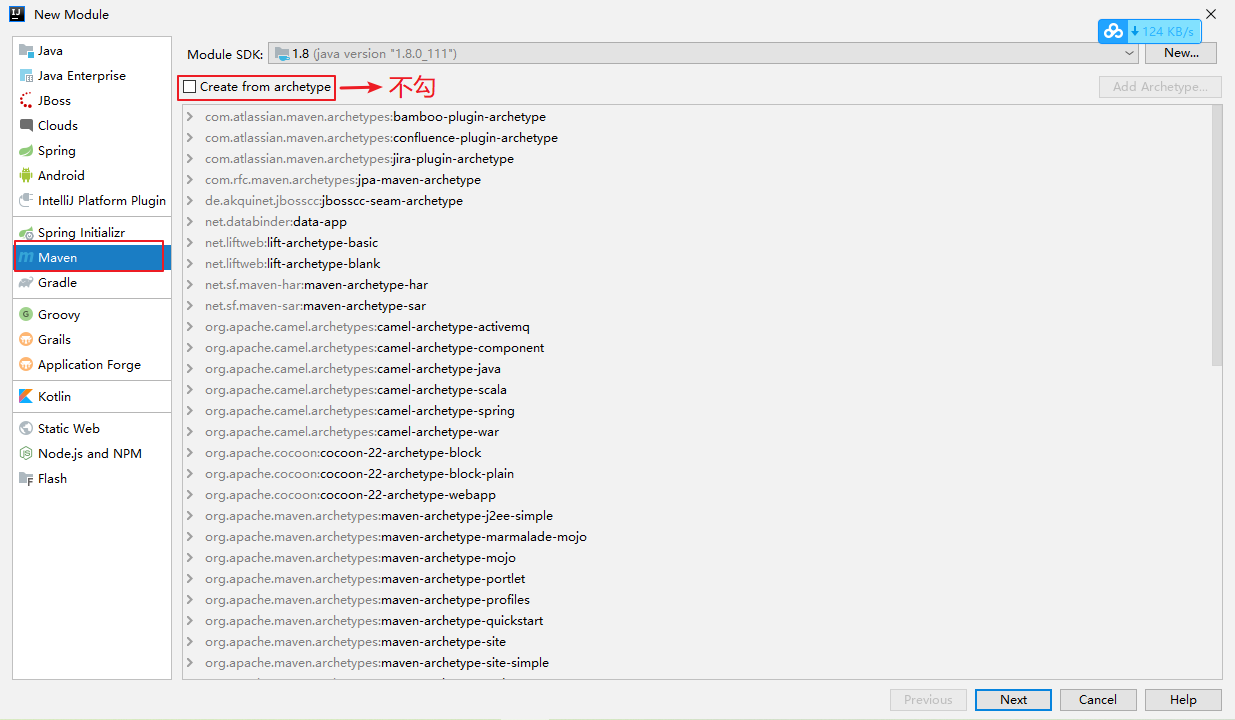 New Module
124 KB/s
Java
Java Enterprise
JBoss
Clouds
Spring
Android
IntelliJ Platform Plugin
Spring Initializr
Maven
Gradle
Groovy
Grails
Application Forge
Kotlin
Static Web
Node.js and NPM
Flash
Module SDK: 1.8 (java version "1.8.0_111") New...
Create from archetype 不勾 Add Archetype...
com.atlassian.maven.archetypes:bamboo-plugin-archetype
com.atlassian.maven.archetypes:confluence-plugin-archetype
com.atlassian.maven.archetypes:jira-plugin-archetype
com.rfc.maven.archetypes:jpa-maven-archetype
de.akquinet.jbosscc:jbosscc-seam-archetype
net.databinder:data-app
net.liftweb:lift-archetype-basic
net.liftweb:lift-archetype-blank
net.sf.maven-har:maven-archetype-har
net.sf.maven-sar:maven-archetype-sar
org.apache.camel.archetypes:camel-archetype-activemq
org.apache.camel.archetypes:camel-archetype-component
org.apache.camel.archetypes:camel-archetype-java
org.apache.camel.archetypes:camel-archetype-scala
org.apache.camel.archetypes:camel-archetype-spring
org.apache.camel.archetypes:camel-archetype-war
org.apache.cocoon:cocoon-22-archetype-block
org.apache.cocoon:cocoon-22-archetype-block-plain
org.apache.cocoon:cocoon-22-archetype-webapp
org.apache.maven.archetypes:maven-archetype-j2ee-simple
org.apache.maven.archetypes:maven-archetype-marmalade-mojo
org.apache.maven.archetypes:maven-archetype-mojo
org.apache.maven.archetypes:maven-archetype-portlet
org.apache.maven.archetypes:maven-archetype-profiles
org.apache.maven.archetypes:maven-archetype-quickstart
org.apache.maven.archetypes:maven-archetype-site
org.apache.maven.archetypes:maven-archetype-site-simple
Previous Next Cancel Help